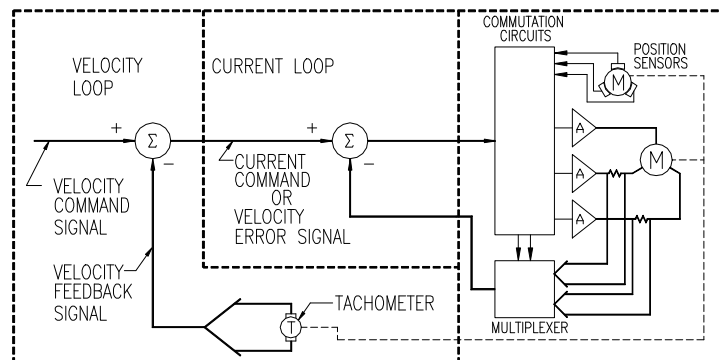 COMMUTATION
CIRCUITS
VELOCITY
LOOP
CURRENT LOOP
POSITION
SENSORS
M
+
Σ
−
+
Σ
−
A
A
A
M
VELOCITY
COMMAND
SIGNAL
CURRENT
COMMAND
OR
VELOCITY
ERROR SIGNAL
VELOCITY
FEEDBACK
SIGNAL
TACHOMETER
T
MULTIPLEXER